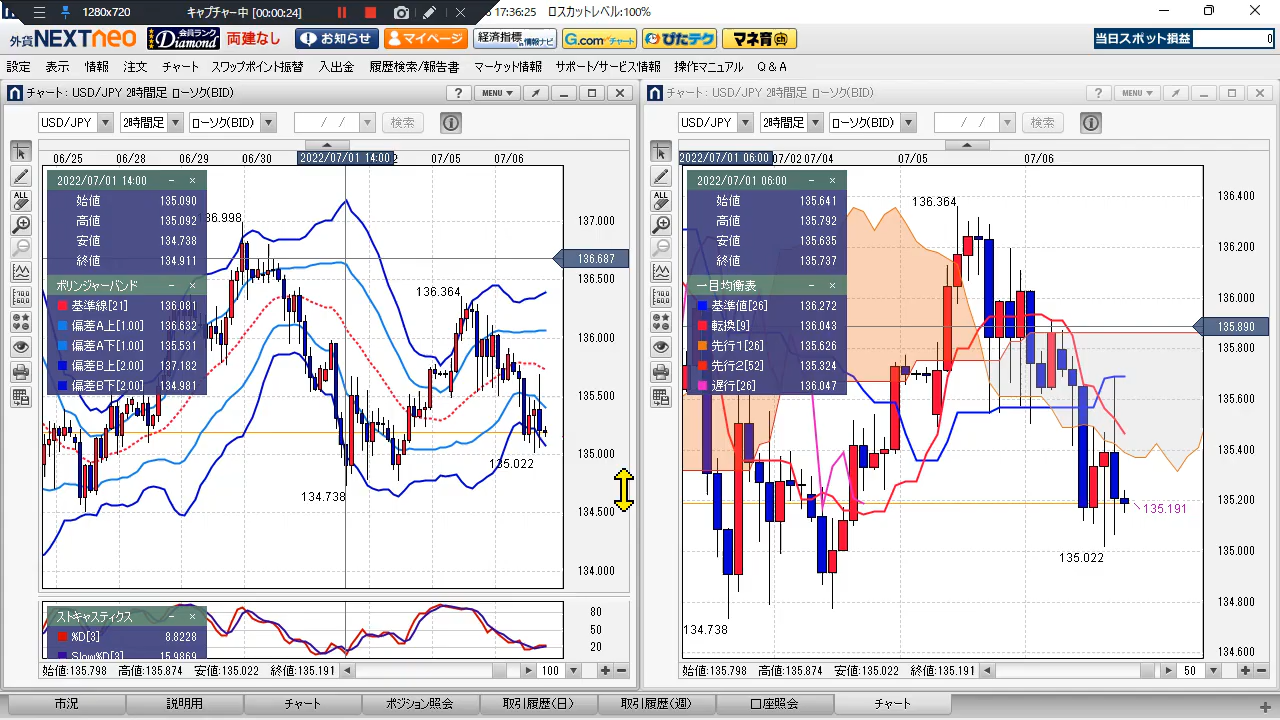 1280x720 キャプチャー中 [00:00:24]
17:36:25 ロスカットレベル:100%
外貨NEXTneo 会員ランク Diamond 両建なし お知らせ マイページ 経済指標 情報ナビ G.comチャート ぴたテク マネ育 当日スポット損益 0
設定 表示 情報 注文 チャート スワップポイント振替 入出金 履歴検索/報告書 マーケット情報 サポート/サービス情報 操作マニュアル Q&A
チャート : USD/JPY 2時間足 ローソク(BID) ? MENU
USD/JPY 2時間足 ローソク(BID) / / 検索
ALL
06/25 06/28 06/29 06/30 2022/07/01 14:00 07/05 07/06
2022/07/01 14:00
始値 135.090
高値 135.092
安値 134.738
終値 134.911
ボリンジャーバンド
基準線[21] 136.081
偏差A上[1.00] 136.632
偏差A下[1.00] 135.531
偏差B上[2.00] 137.182
偏差B下[2.00] 134.981
136.998
136.364
135.022
134.738
137.000
136.687
136.500
136.000
135.500
135.000
134.500
134.000
ストキャスティクス
%D[3] 8.8228
Slow%D[3] 15.9869
80
50
20
始値:135.798 高値:135.874 安値:135.022 終値:135.191 100
チャート : USD/JPY 2時間足 ローソク(BID) ? MENU
USD/JPY 2時間足 ローソク(BID) / / 検索
ALL
2022/07/01 06:00 07/02 07/04 07/05 07/06
2022/07/01 06:00
始値 135.641
高値 135.792
安値 135.635
終値 135.737
一目均衡表
基準値[26] 136.272
転換[9] 136.043
先行1[26] 135.626
先行2[52] 135.324
遅行[26] 136.047
136.364
135.191
135.022
134.738
136.400
136.200
136.000
135.890
135.800
135.600
135.400
135.200
135.000
134.800
134.600
始値:135.798 高値:135.874 安値:135.022 終値:135.191 50
市況 説明用 チャート ポジション照会 取引履歴(日) 取引履歴(週) 口座照会 チャート